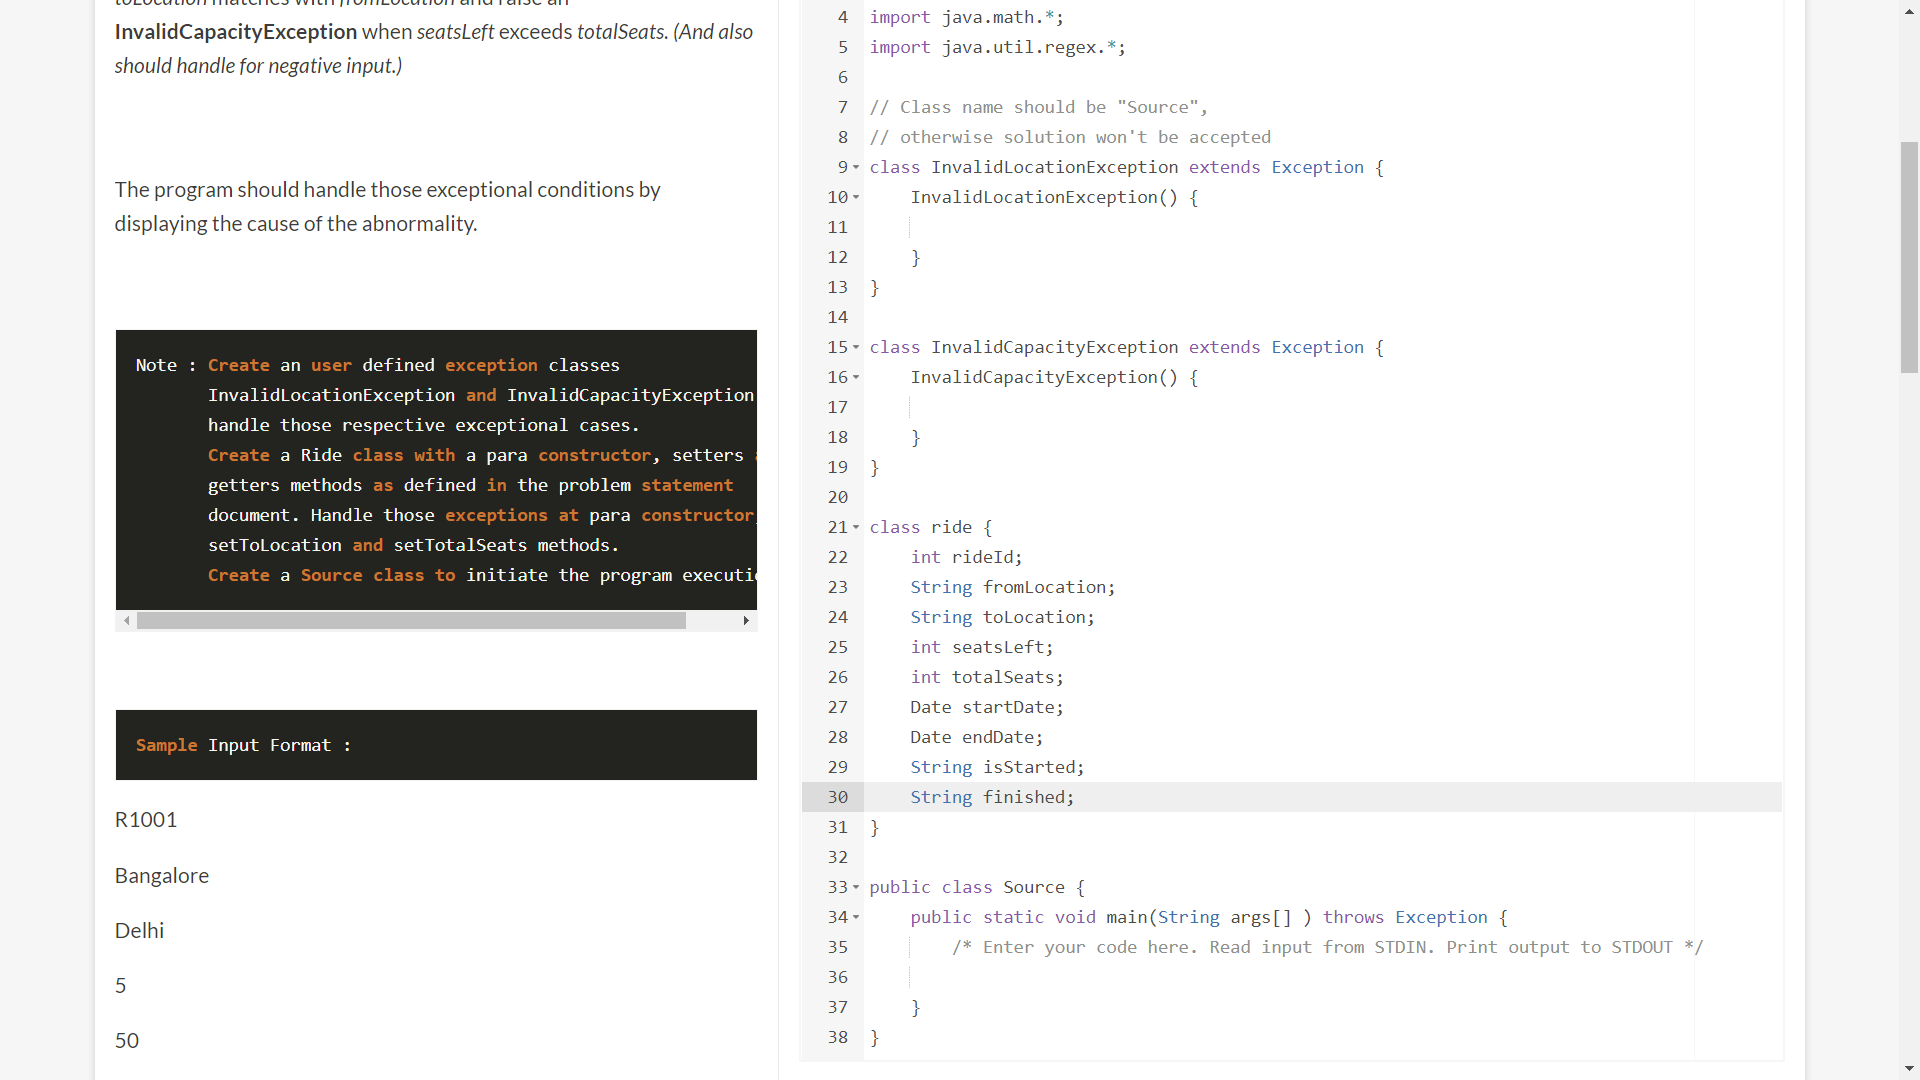 toLocation matches with fromLocation and raise an
InvalidCapacityException when seatsLeft exceeds totalSeats. (And also
should handle for negative input.)
The program should handle those exceptional conditions by
displaying the cause of the abnormality.
Note : Create an user defined exception classes
InvalidLocationException and InvalidCapacityException
handle those respective exceptional cases.
Create a Ride class with a para constructor, setters
getters methods as defined in the problem statement
document. Handle those exceptions at para constructor,
setToLocation and setTotalSeats methods.
Create a Source class to initiate the program executi
Sample Input Format :
R1001
Bangalore
Delhi
5
50
4 import java.math.*;
5 import java.util.regex.*;
6
7 // Class name should be "Source",
8 // otherwise solution won't be accepted
9 class InvalidLocationException extends Exception {
10 InvalidLocationException() {
11
12 }
13 }
14
15 class InvalidCapacityException extends Exception {
16 InvalidCapacityException() {
17
18 }
19 }
20
21 class ride {
22 int rideId;
23 String fromLocation;
24 String toLocation;
25 int seatsLeft;
26 int totalSeats;
27 Date startDate;
28 Date endDate;
29 String isStarted;
30 String finished;
31 }
32
33 public class Source {
34 public static void main(String args[] ) throws Exception {
35 /* Enter your code here. Read input from STDIN. Print output to STDOUT */
36
37 }
38 }